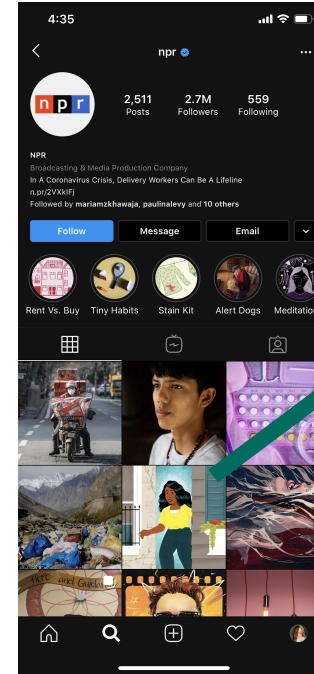 4:35
npr
npr
2,511
Posts
2.7M
Followers
559
Following
NPR
Broadcasting & Media Production Company
In A Coronavirus Crisis, Delivery Workers Can Be A Lifeline
n.pr/2VXkIFj
Followed by mariamzkhawaja, paulinalevy and 10 others
Follow Message Email
Rent Vs. Buy Tiny Habits Stain Kit Alert Dogs Meditation